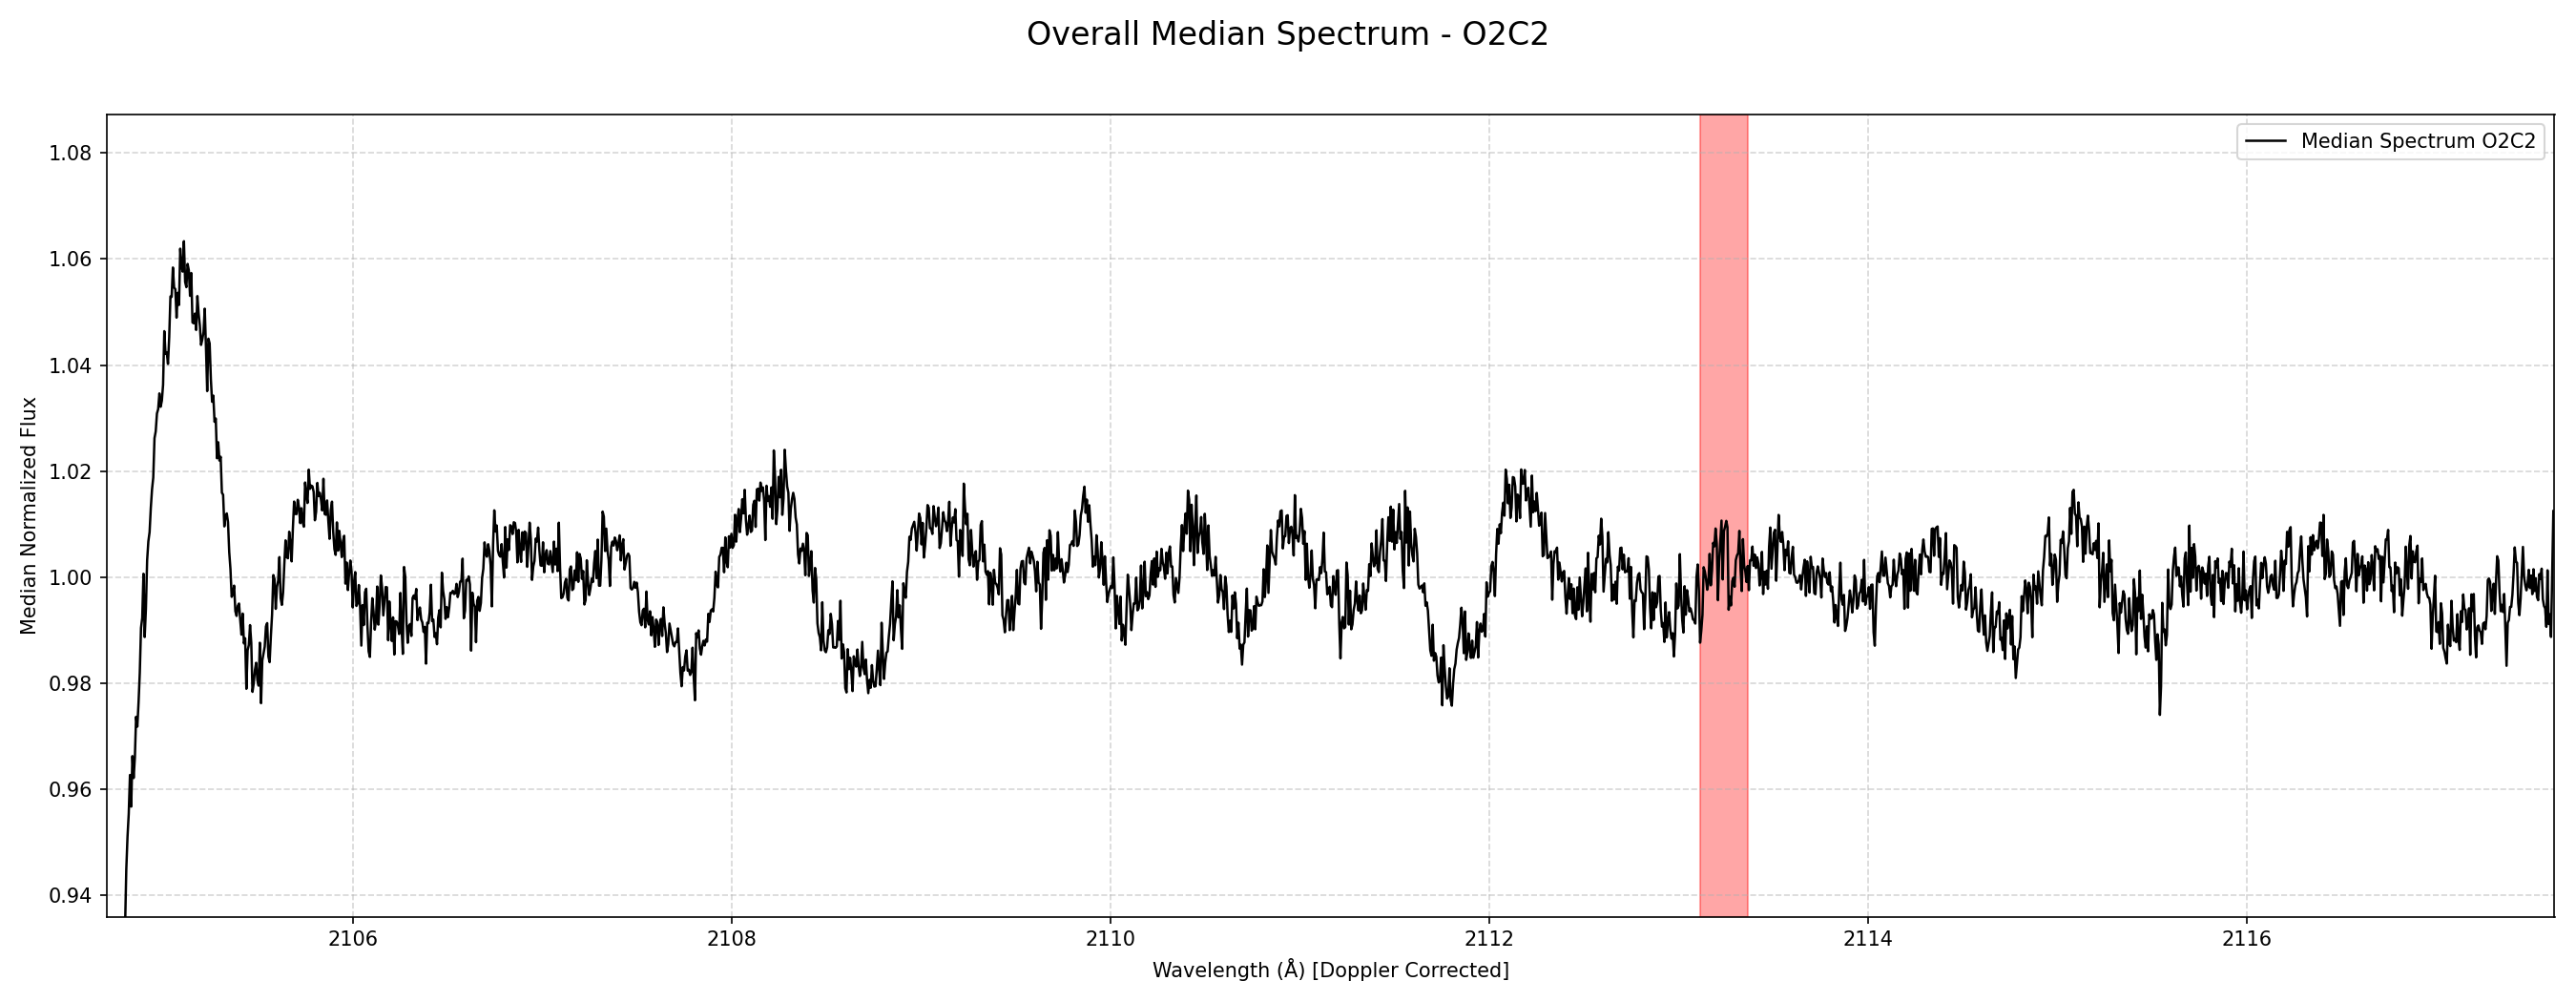 Overall Median Spectrum - O2C2
Median Spectrum O2C2
Median Normalized Flux
1.08
1.06
1.04
1.02
1.00
0.98
0.96
0.94
2106 2108 2110 2112 2114 2116
Wavelength (Å) [Doppler Corrected]